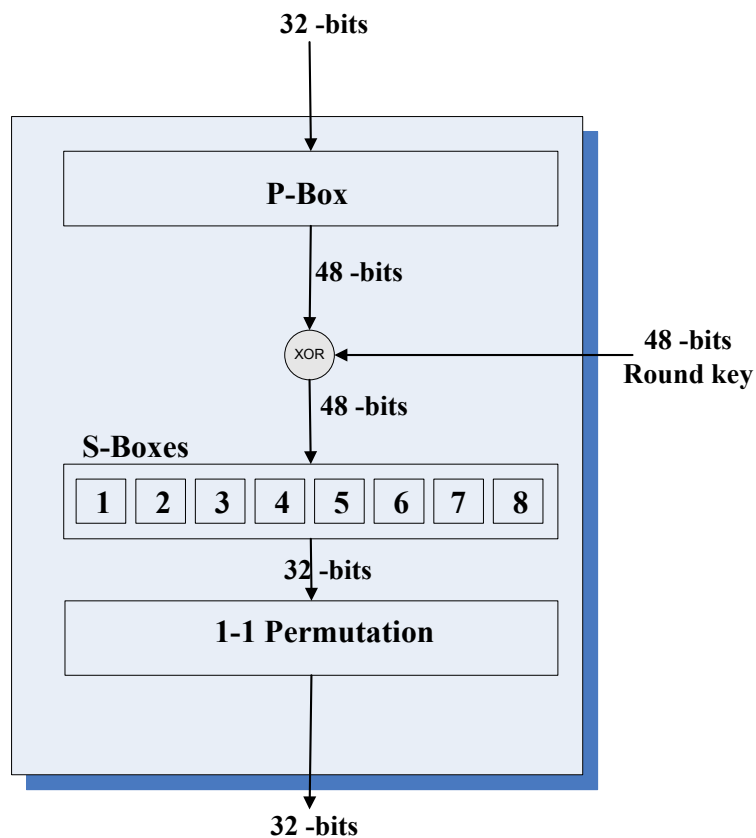 32 -bits
P-Box
48 -bits
XOR
48 -bits
Round key
48 -bits
S-Boxes
1 2 3 4 5 6 7 8
32 -bits
1-1 Permutation
32 -bits